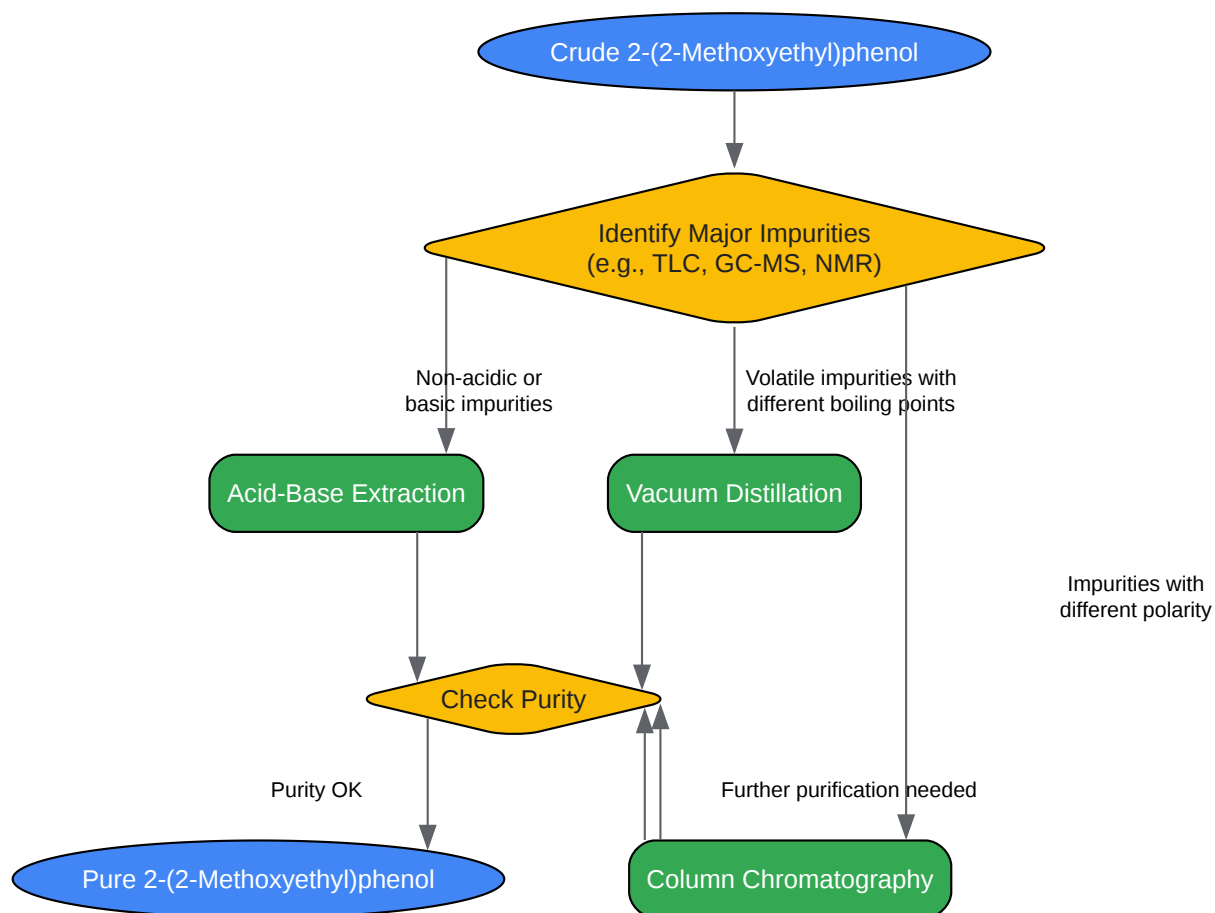 Crude 2-(2-Methoxyethyl)phenol
Identify Major Impurities
(e.g., TLC, GC-MS, NMR)
Non-acidic or
basic impurities
Volatile impurities with
different boiling points
Acid-Base Extraction
Vacuum Distillation
Impurities with
different polarity
Check Purity
Purity OK
Further purification needed
Pure 2-(2-Methoxyethyl)phenol
Column Chromatography